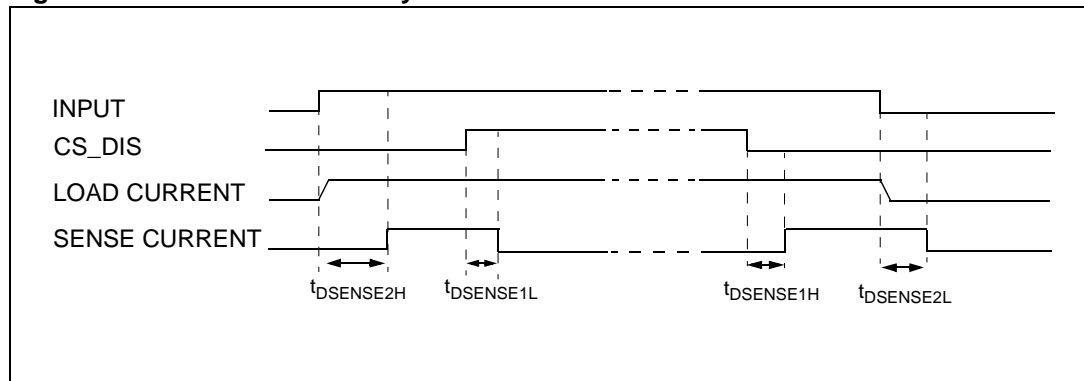 INPUT
CS_DIS
LOAD CURRENT
SENSE CURRENT
tDSENSE2H
tDSENSE1L
tDSENSE1H
tDSENSE2L